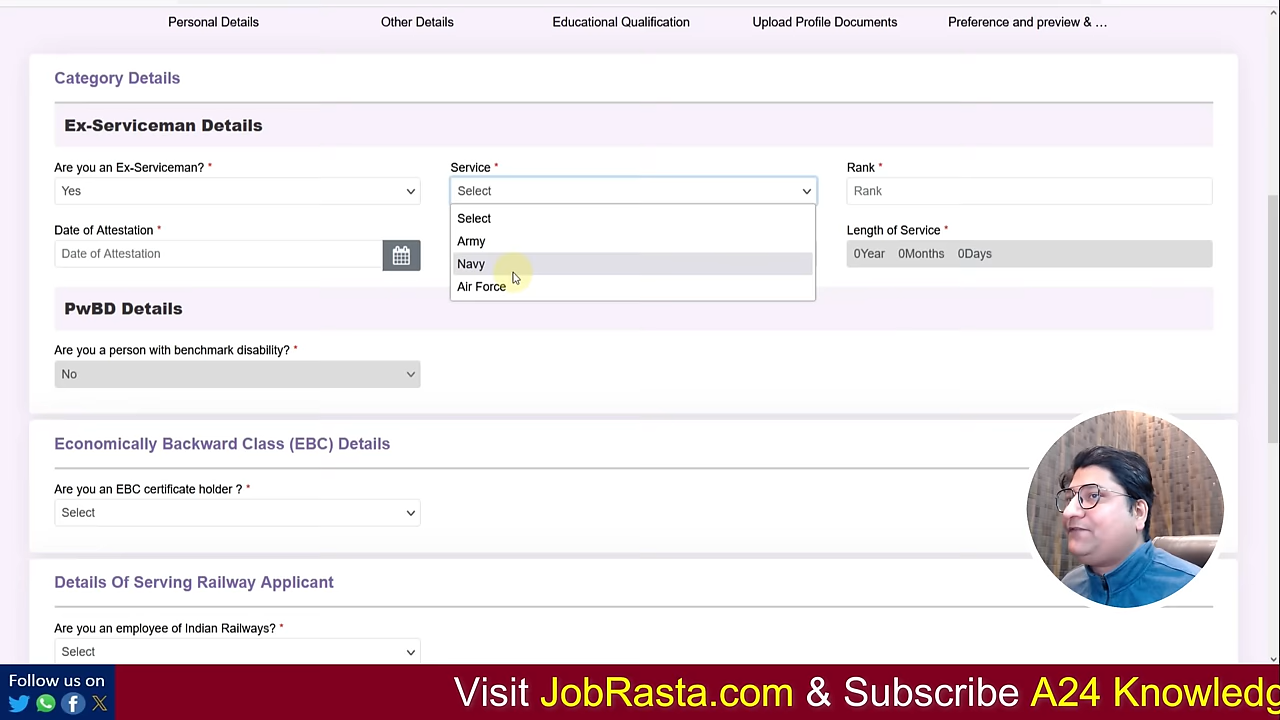 Personal Details
Other Details
Educational Qualification
Upload Profile Documents
Preference and preview & …
Category Details
Ex-Serviceman Details
Are you an Ex-Serviceman? *
Service *
Rank *
Yes
Select
Rank
Select
Army
Navy
Air Force
Date of Attestation *
Date of Attestation
Length of Service *
0Year 0Months 0Days
PwBD Details
Are you a person with benchmark disability? *
No
Economically Backward Class (EBC) Details
Are you an EBC certificate holder ? *
Select
Details Of Serving Railway Applicant
Are you an employee of Indian Railways? *
Select
Follow us on
Visit JobRasta.com & Subscribe A24 Knowledg